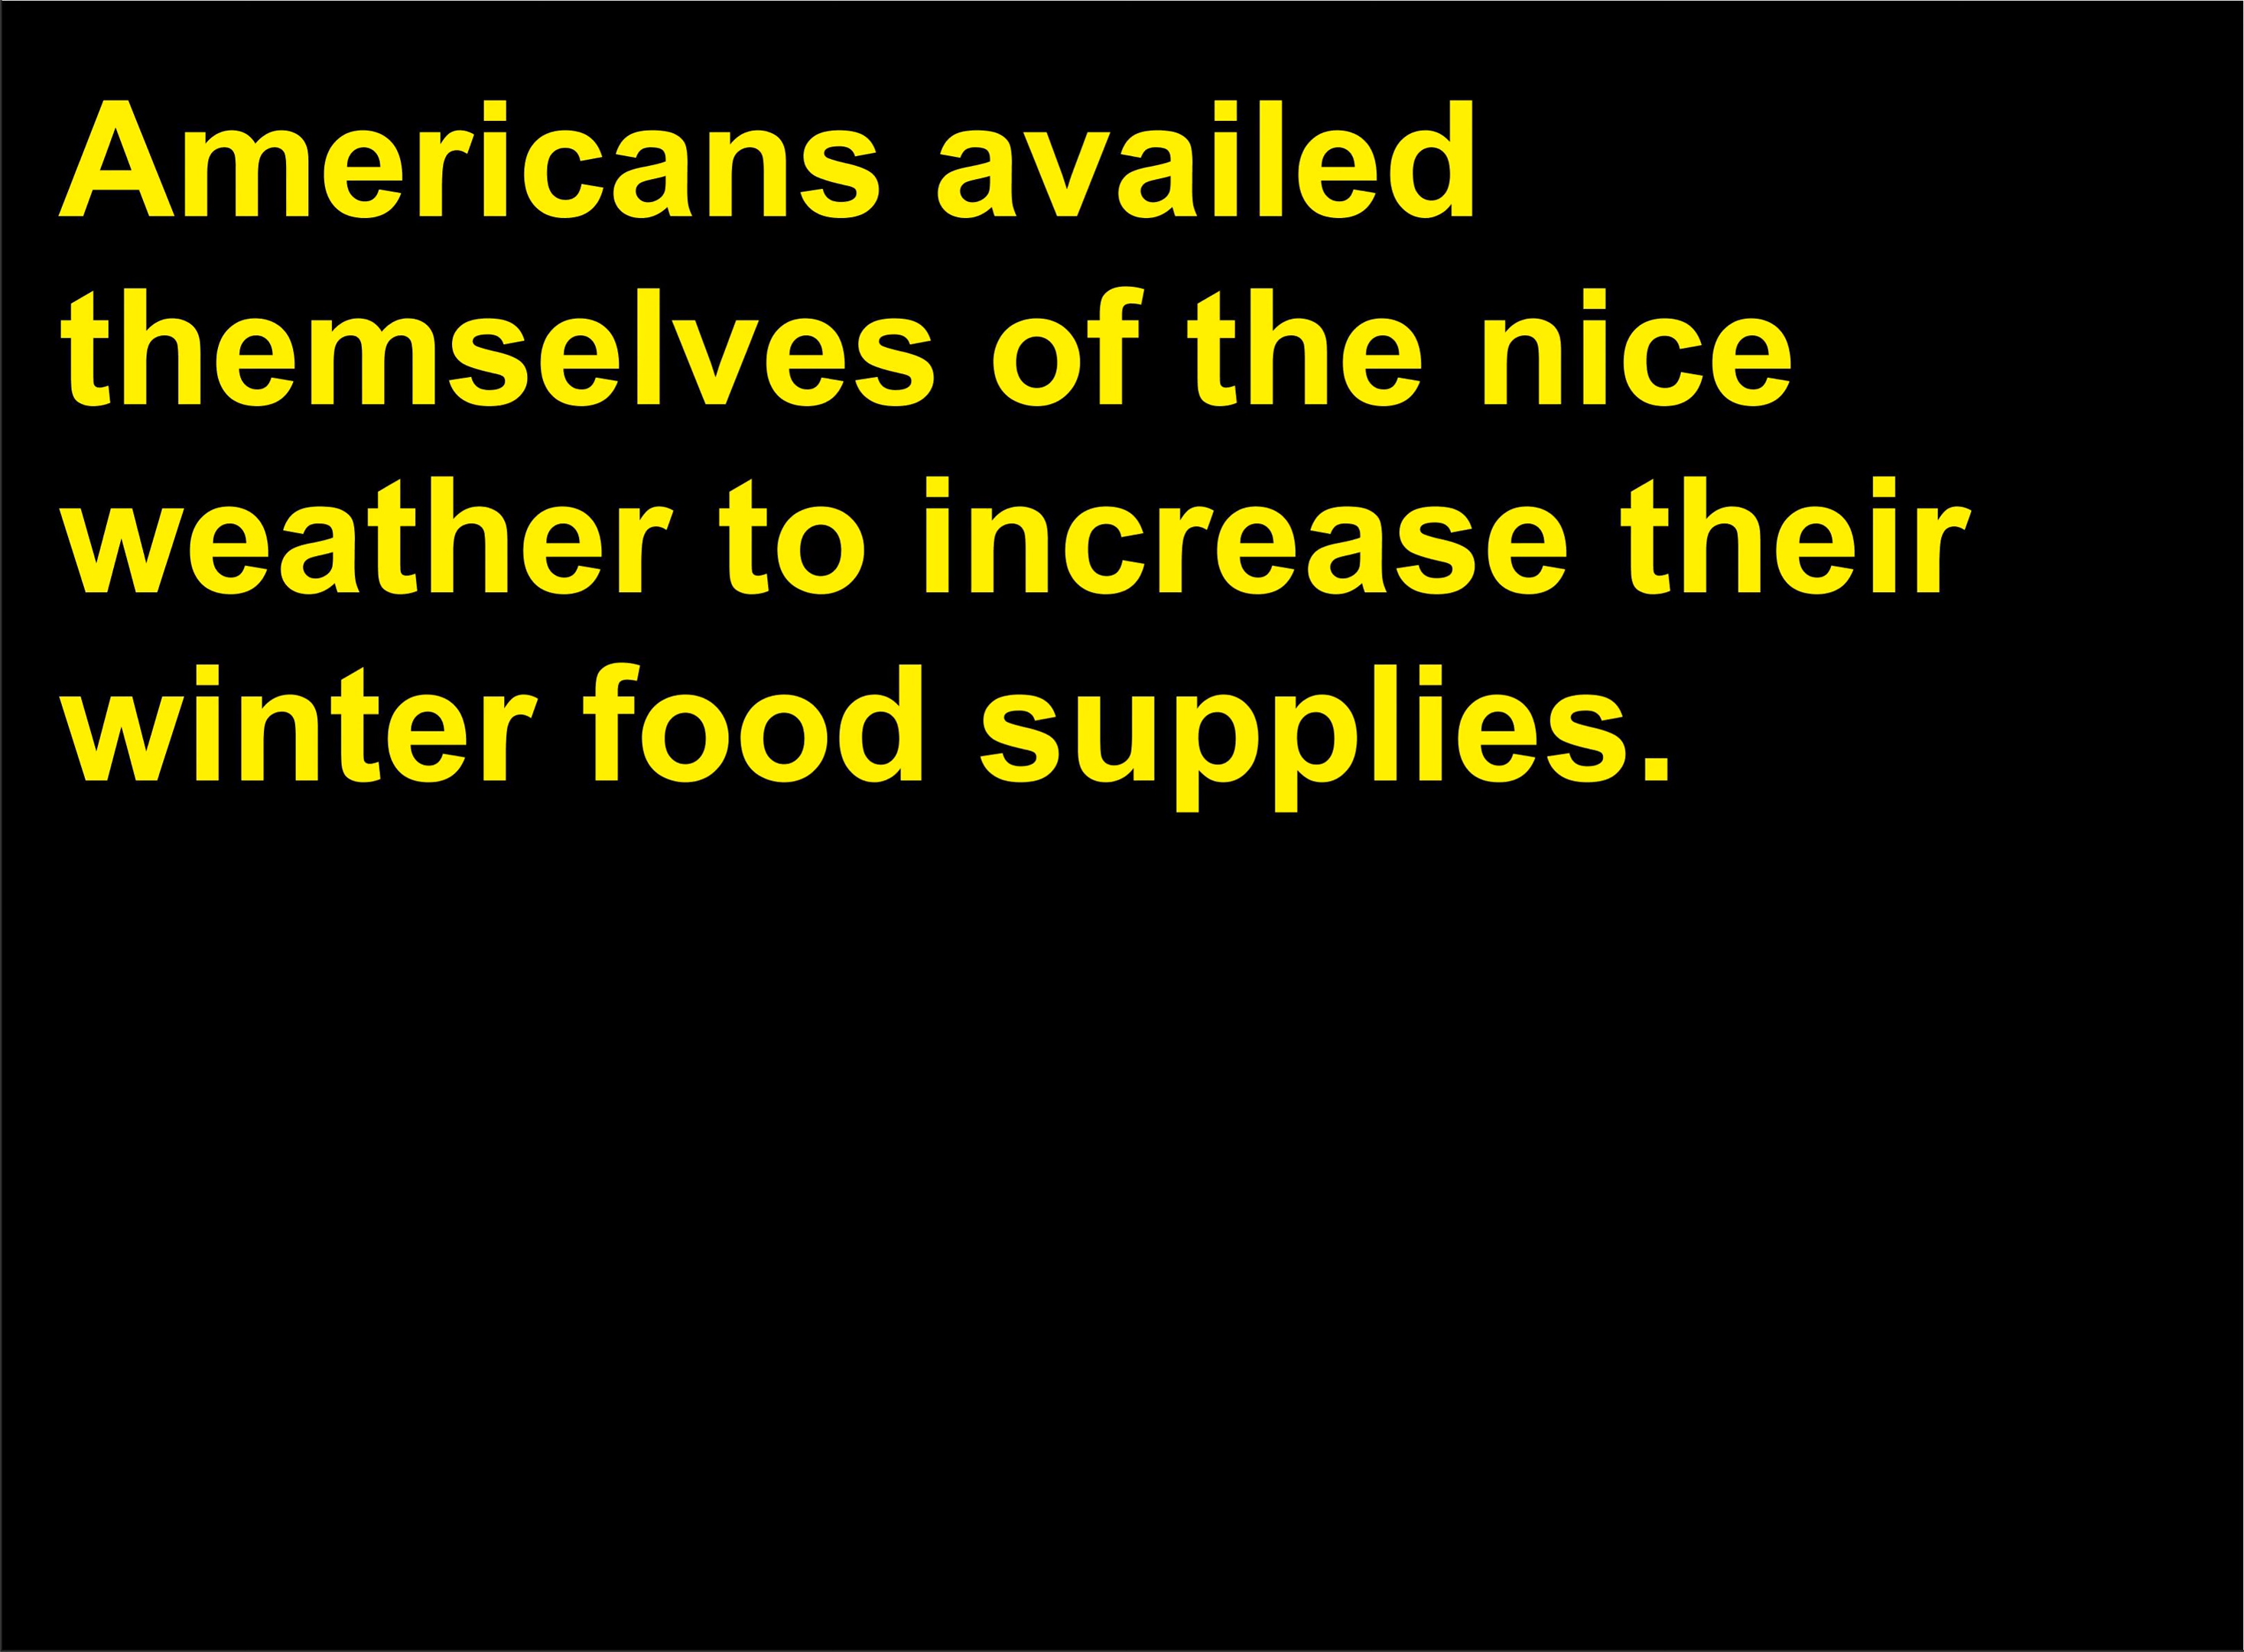 Americans availed
themselves of the nice
weather to increase their
winter food supplies.